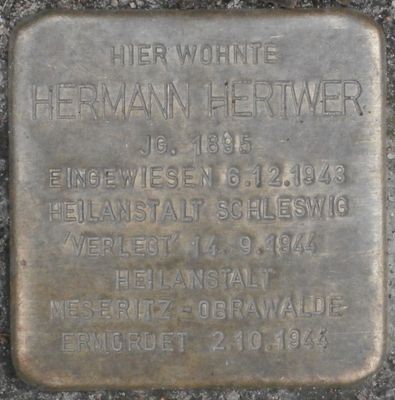 HIER WOHNTE
HERMANN HERTWER
JG. 1895
EINGEWIESEN 6.12.1943
HEILANSTALT SCHLESWIG
'VERLEGT' 14.9.1944
HEILANSTALT
MESERITZ-OBRAWALDE
ERMORDET 2.10.1944